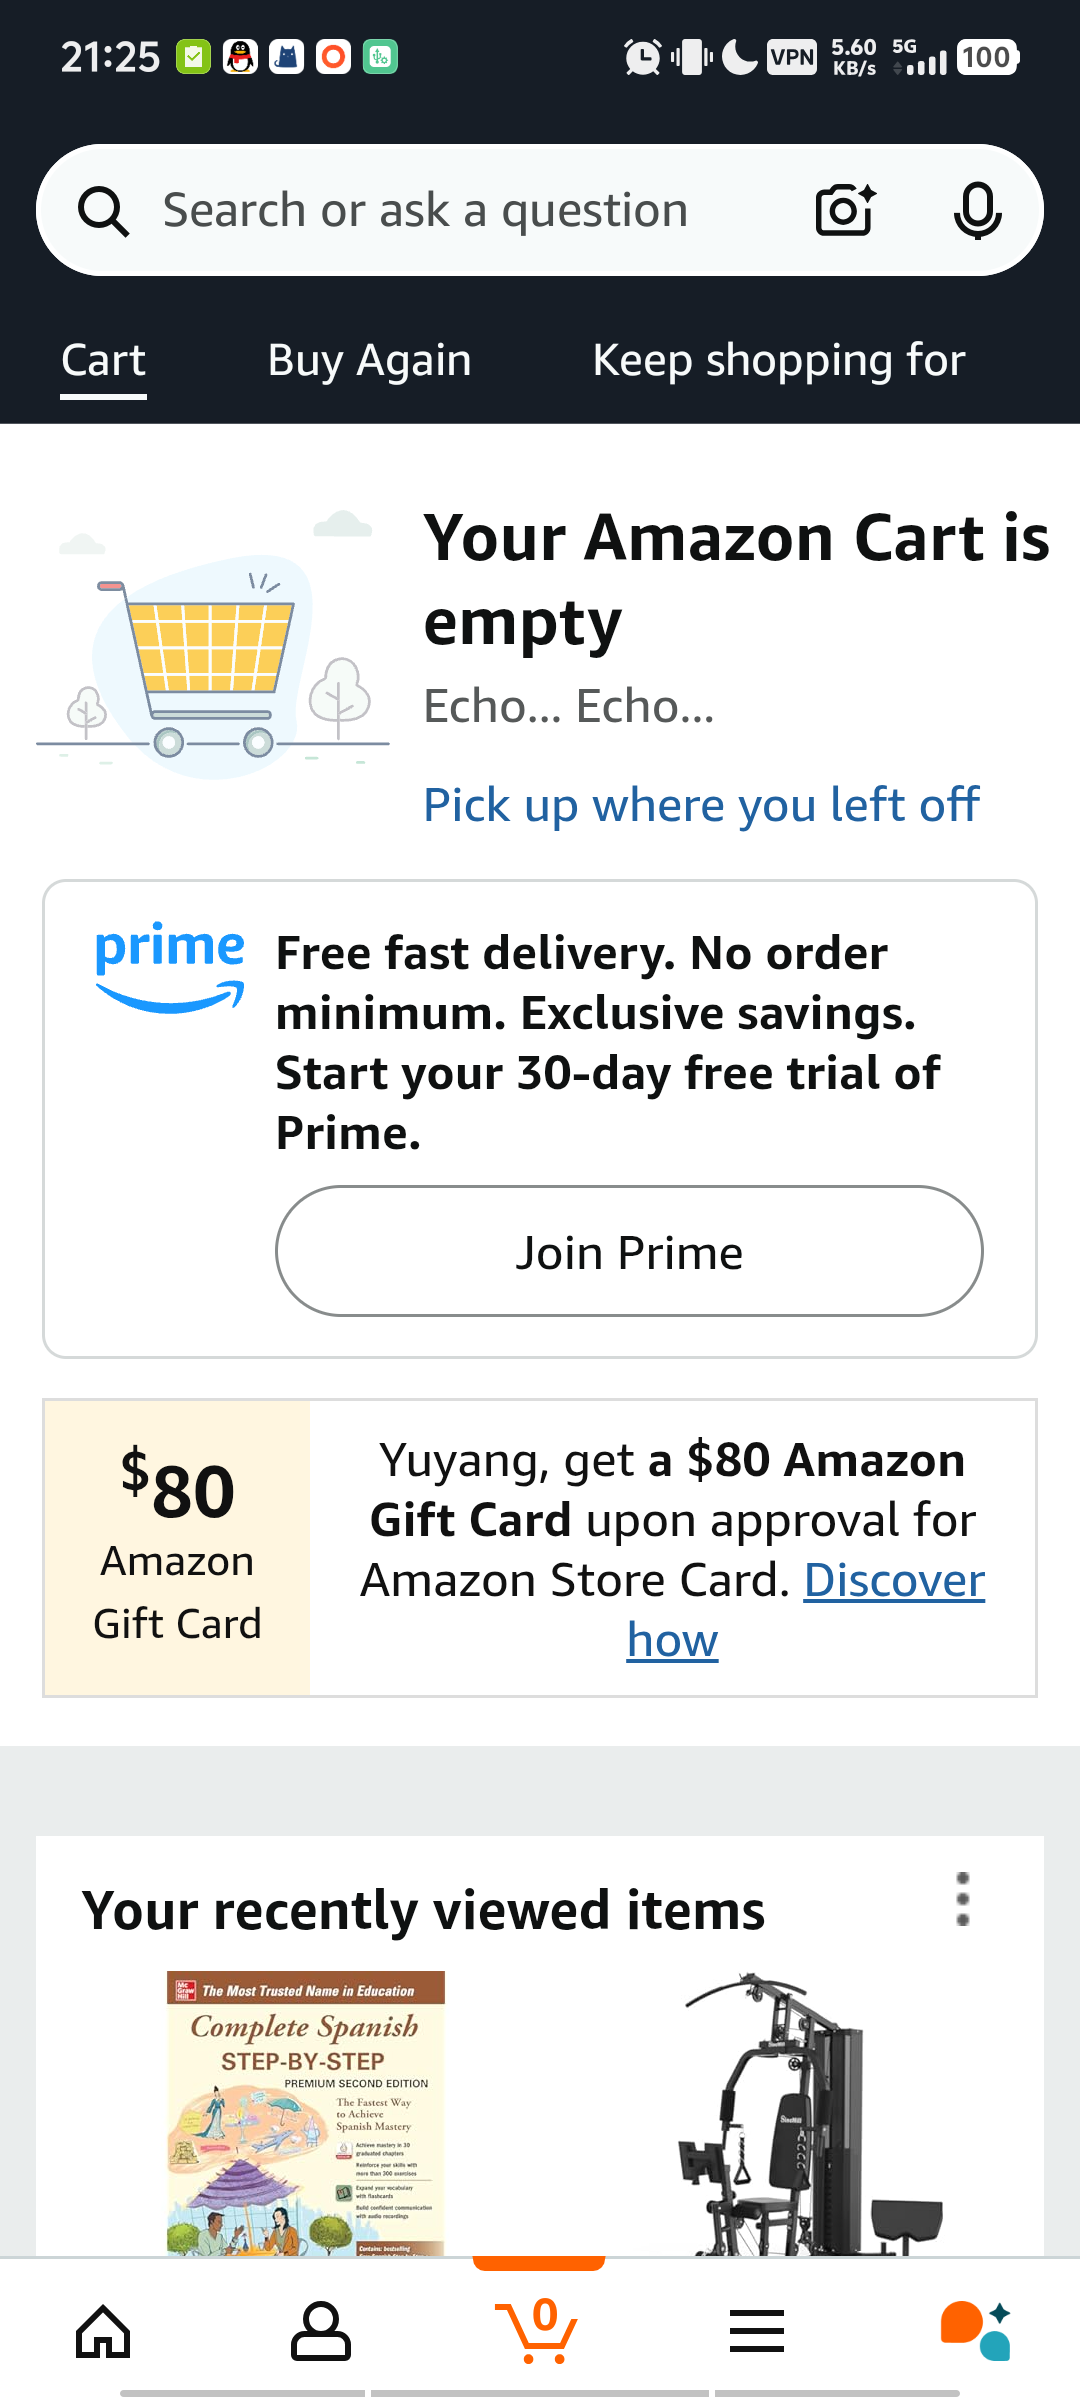 21:25
VPN
5.60
KB/s
5G
100
Search or ask a question
Cart
Buy Again
Keep shopping for
Your Amazon Cart is
empty
Echo... Echo...
Pick up where you left off
prime
Free fast delivery. No order
minimum. Exclusive savings.
Start your 30-day free trial of
Prime.
Join Prime
$80
Amazon
Gift Card
Yuyang, get a $80 Amazon
Gift Card upon approval for
Amazon Store Card. Discover
how
Your recently viewed items
Mc
Graw
Hill
The Most Trusted Name in Education
Complete Spanish
STEP-BY-STEP
PREMIUM SECOND EDITION
The Fastest Way
to Achieve
Spanish Mastery
Achieve mastery in 30
graduated chapters
Reinforce your skills with
more than 300 exercises
Expand your vocabulary
with flashcards
Build confident communication
with audio recordings
0